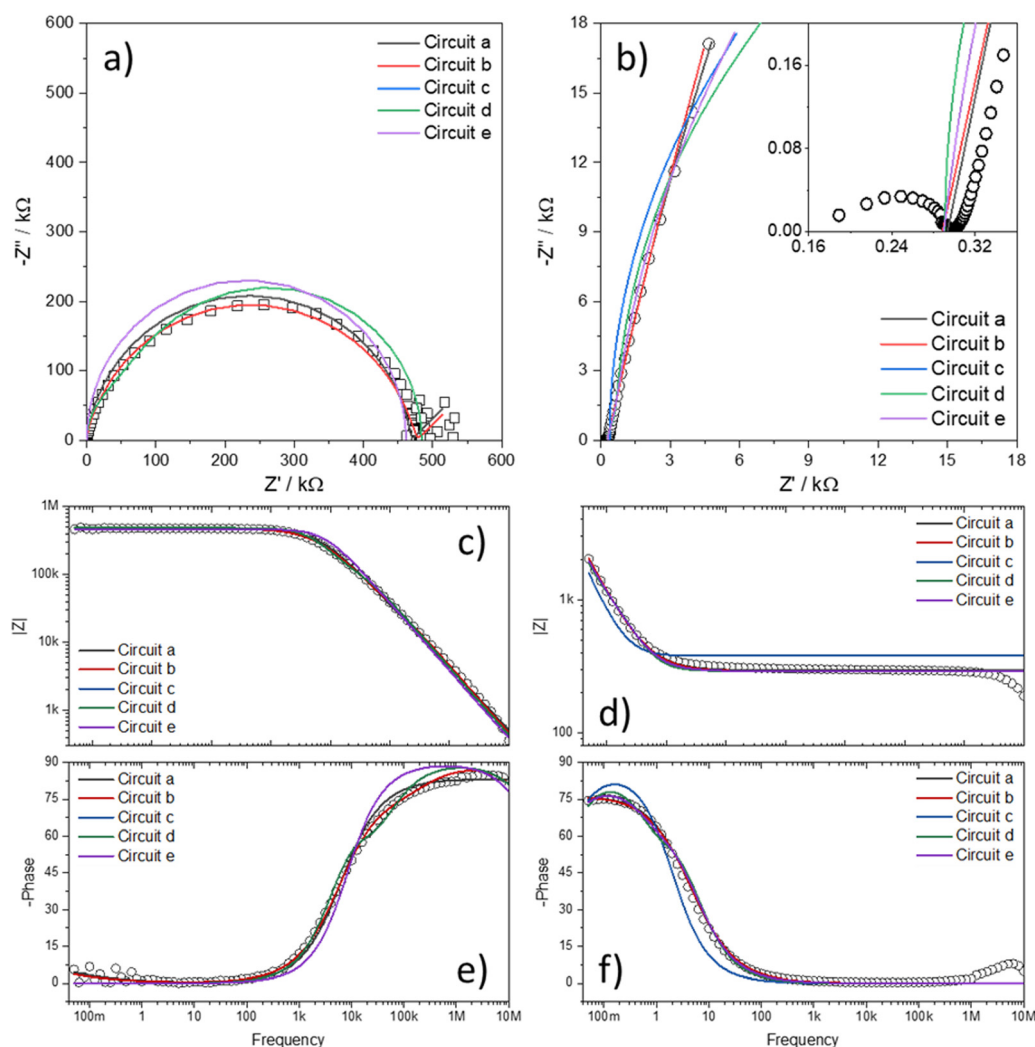 a)
600
500
400
300
200
100
0
-Z" / kΩ
0 100 200 300 400 500 600
Z' / kΩ
Circuit a
Circuit b
Circuit c
Circuit d
Circuit e
b)
18
15
12
9
6
3
0
-Z" / kΩ
0 3 6 9 12 15 18
Z' / kΩ
0.16
0.08
0.00
0.16 0.24 0.32
Circuit a
Circuit b
Circuit c
Circuit d
Circuit e
c)
1M
100k
10k
1k
|Z|
Circuit a
Circuit b
Circuit c
Circuit d
Circuit e
d)
1k
100
|Z|
Circuit a
Circuit b
Circuit c
Circuit d
Circuit e
e)
90
75
60
45
30
15
0
-Phase
Circuit a
Circuit b
Circuit c
Circuit d
Circuit e
100m 1 10 100 1k 10k 100k 1M 10M
Frequency
f)
90
75
60
45
30
15
0
-Phase
Circuit a
Circuit b
Circuit c
Circuit d
Circuit e
100m 1 10 100 1k 10k 100k 1M 10M
Frequency